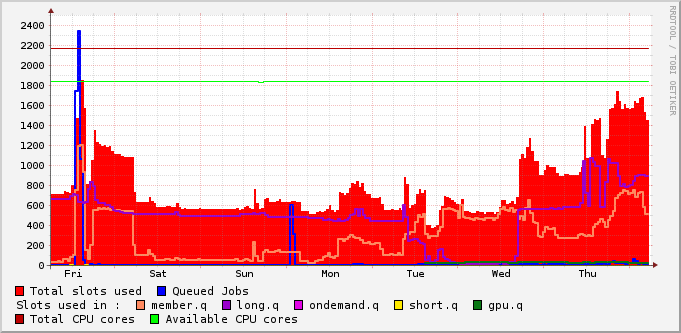 RRDTOOL / TOBI OETIKER
2400
2200
2000
1800
1600
1400
1200
1000
800
600
400
200
0
Fri Sat Sun Mon Tue Wed Thu
Total slots used Queued Jobs
Slots used in : member.q long.q ondemand.q short.q gpu.q
Total CPU cores Available CPU cores